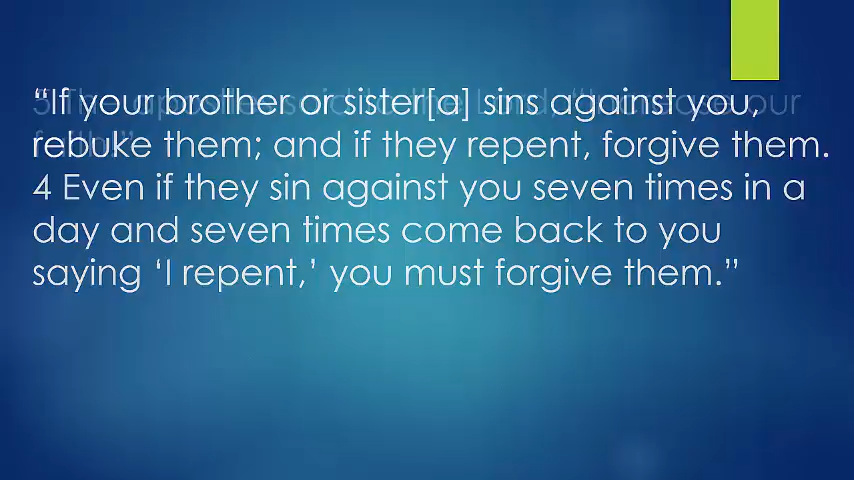 “If your brother or sister[a] sins against you,
rebuke them; and if they repent, forgive them.
4 Even if they sin against you seven times in a
day and seven times come back to you
saying ‘I repent,’ you must forgive them.”